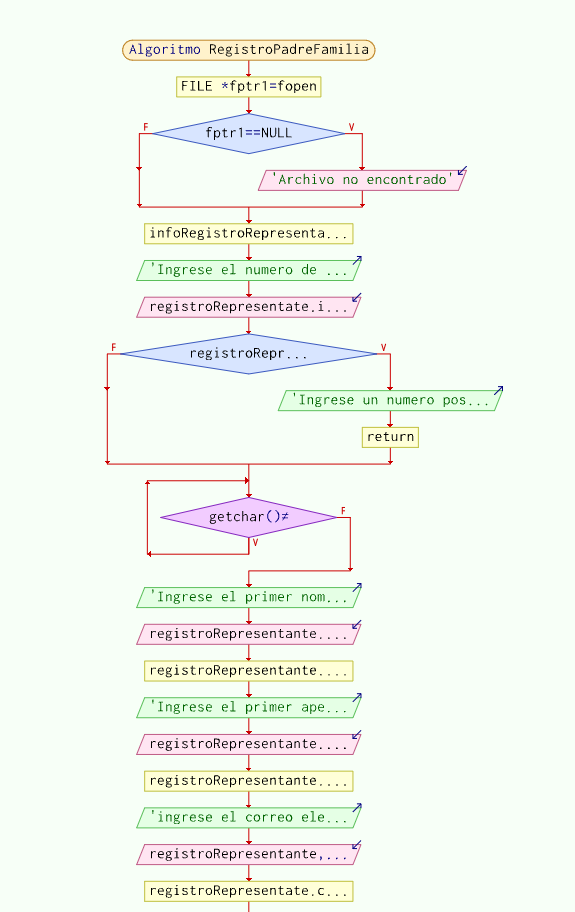 Algoritmo RegistroPadreFamilia
FILE *fptr1=fopen
F
V
fptr1==NULL
'Archivo no encontrado'
infoRegistroRepresenta...
'Ingrese el numero de ...
registroRepresentate.i...
F
V
registroRepr...
'Ingrese un numero pos...
return
getchar()≠
F
V
'Ingrese el primer nom...
registroRepresentante....
registroRepresentante....
'Ingrese el primer ape...
registroRepresentante....
registroRepresentante....
'ingrese el correo ele...
registroRepresentante,...
registroRepresentate.c...